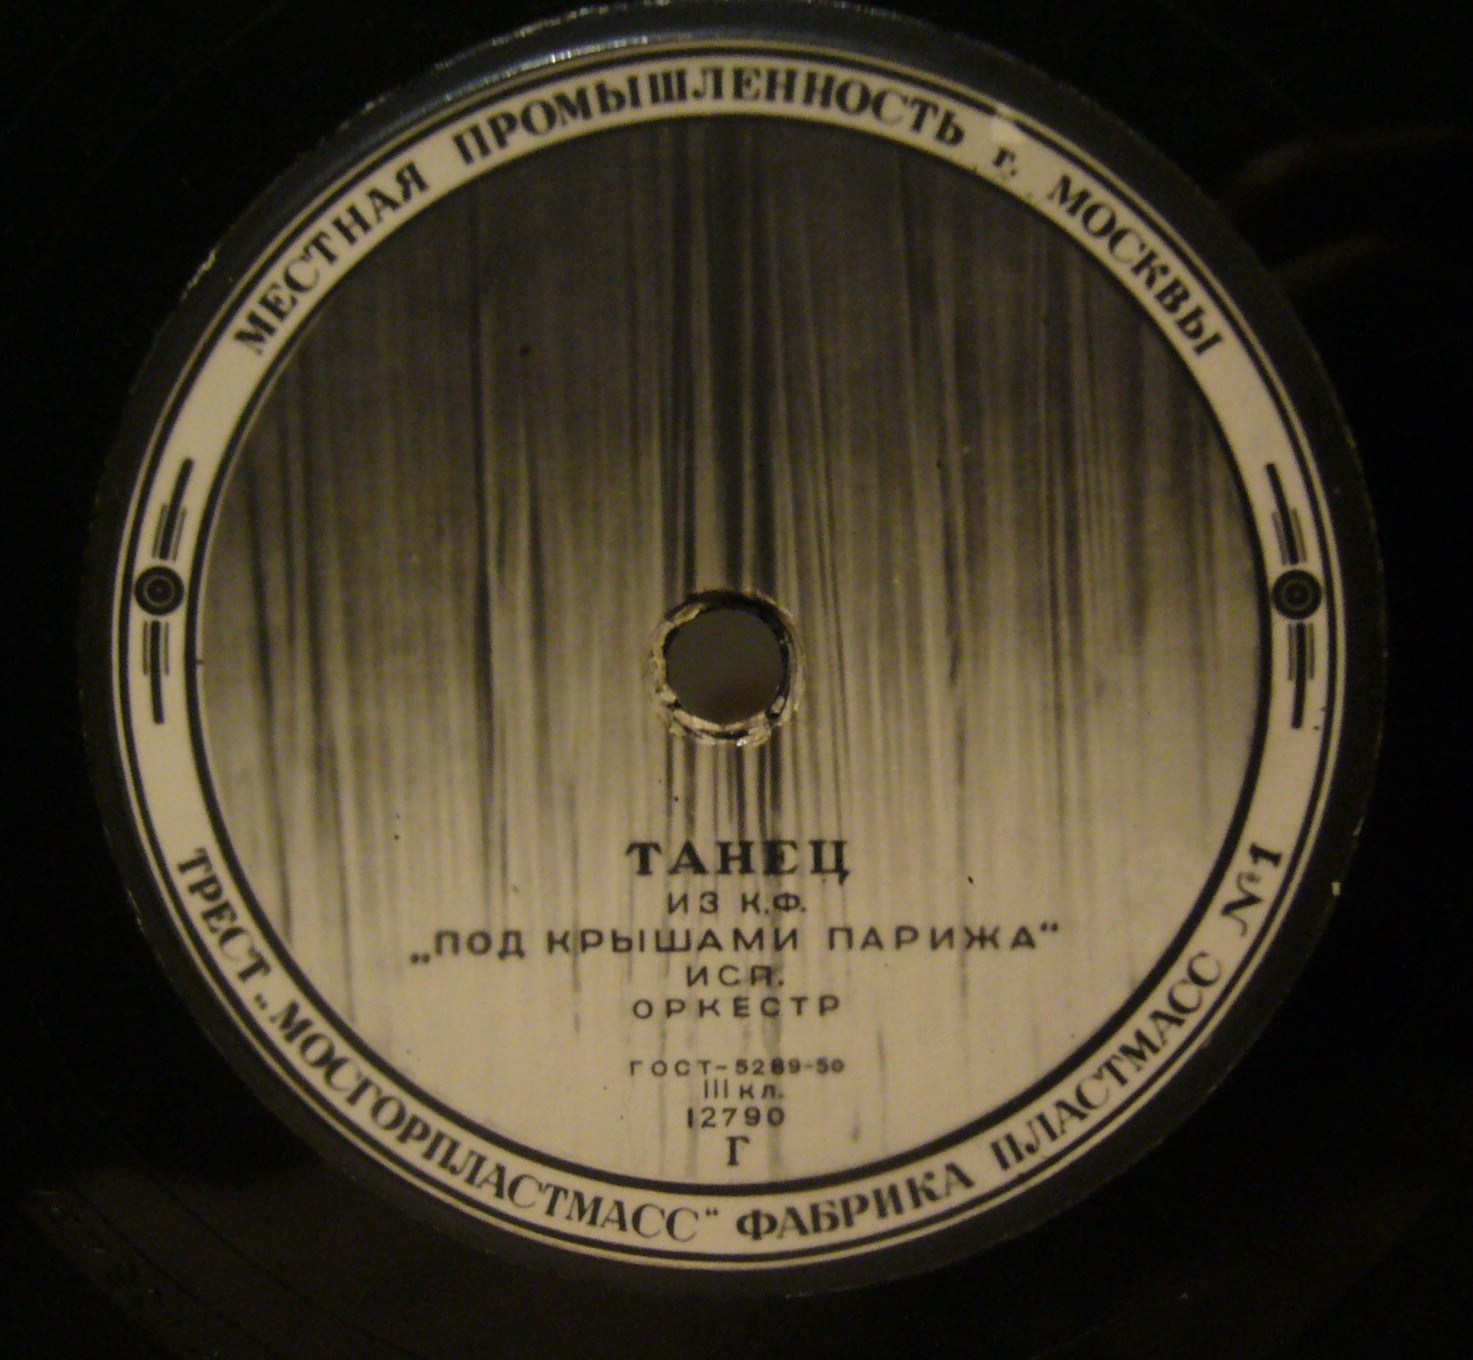 МЕСТНАЯ ПРОМЫШЛЕННОСТЬ г. МОСКВЫ
ТАНЕЦ
ИЗ К.Ф.
„ПОД КРЫШАМИ ПАРИЖА“
ИСП.
ОРКЕСТР
ГОСТ-5289-50
III кл.
12790
Г
ТРЕСТ „МОСГОРПЛАСТМАСС“ ФАБРИКА ПЛАСТМАСС №1